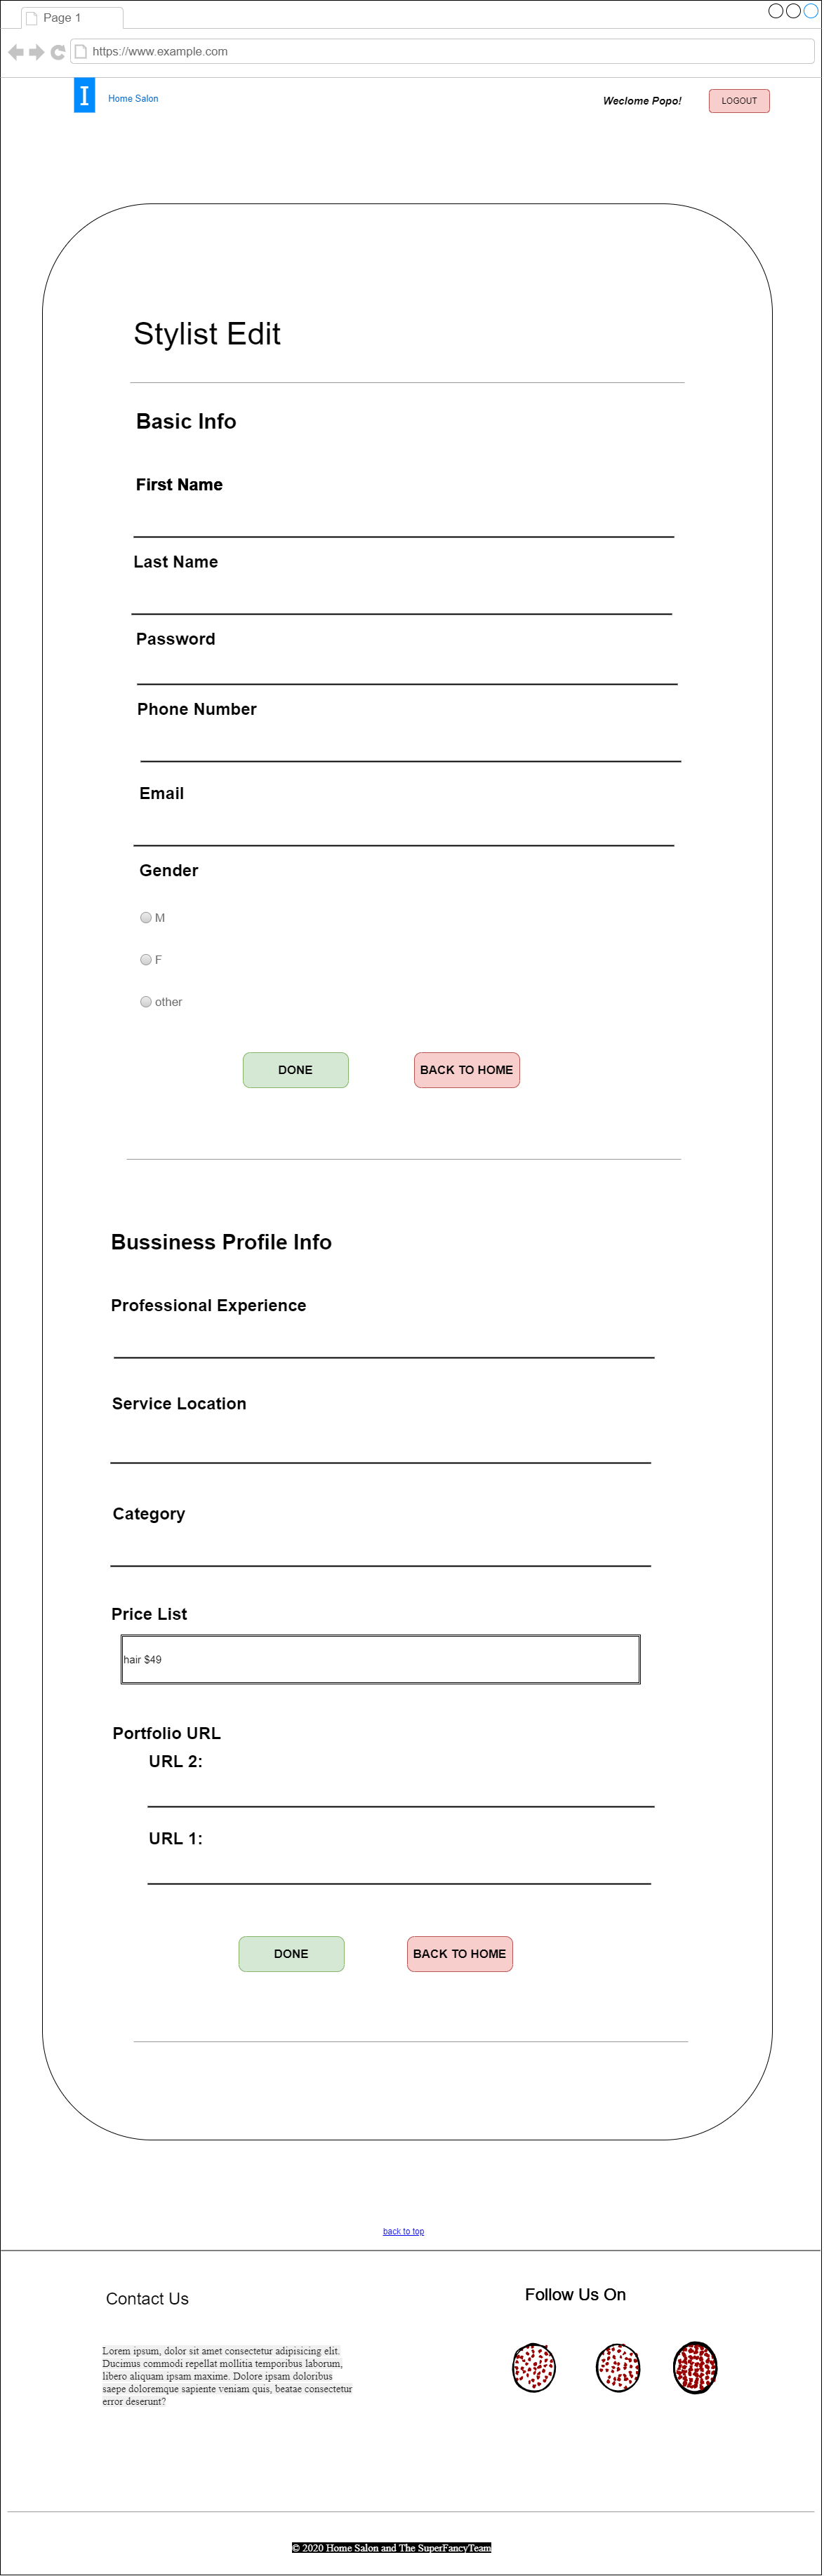 Page 1
https://www.example.com
I
Home Salon
Weclome Popo!
LOGOUT
Stylist Edit
Basic Info
First Name
Last Name
Password
Phone Number
Email
Gender
M
F
other
DONE
BACK TO HOME
Bussiness Profile Info
Professional Experience
Service Location
Category
Price List
hair $49
Portfolio URL
URL 2:
URL 1:
DONE
BACK TO HOME
back to top
Contact Us
Follow Us On
Lorem ipsum, dolor sit amet consectetur adipisicing elit.
Ducimus commodi repellat mollitia temporibus laborum,
libero aliquam ipsam maxime. Dolore ipsam doloribus
saepe doloremque sapiente veniam quis, beatae consectetur
error deserunt?
© 2020 Home Salon and The SuperFancyTeam